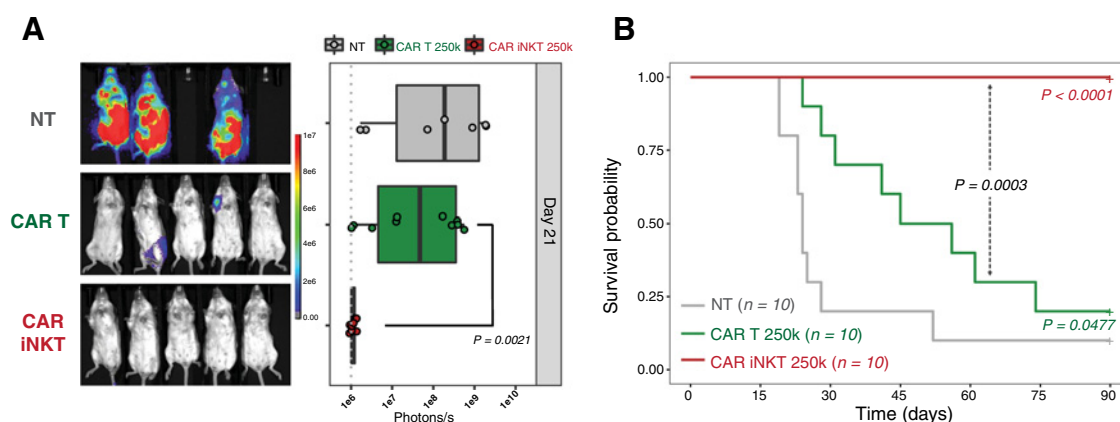 A
NT
CAR T 250k
CAR iNKT 250k
NT
CAR T
CAR
iNKT
1e7
8e6
6e6
4e6
2e6
0.00
Day 21
P = 0.0021
1e6
1e7
1e8
1e9
1e10
Photons/s
B
Survival probability
1.00
0.75
0.50
0.25
0.00
P < 0.0001
P = 0.0003
NT (n = 10)
CAR T 250k (n = 10)
CAR iNKT 250k (n = 10)
P = 0.0477
0
15
30
45
60
75
90
Time (days)